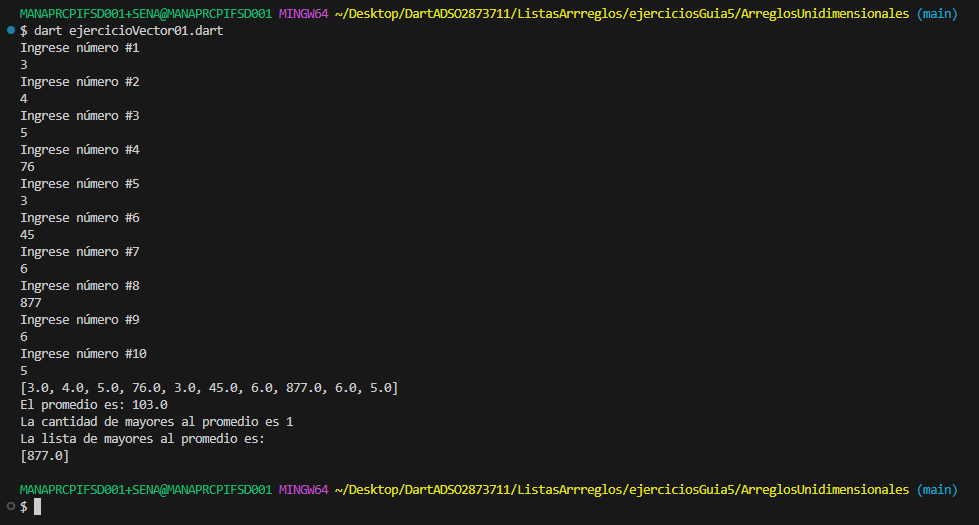 MANAPRCPIFSD001+SENA@MANAPRCPIFSD001 MINGW64 ~/Desktop/DartADSO2873711/ListasArrreglos/ejerciciosGuia5/ArreglosUnidimensionales (main)
$ dart ejercicioVector01.dart
Ingrese número #1
3
Ingrese número #2
4
Ingrese número #3
5
Ingrese número #4
76
Ingrese número #5
3
Ingrese número #6
45
Ingrese número #7
6
Ingrese número #8
877
Ingrese número #9
6
Ingrese número #10
5
[3.0, 4.0, 5.0, 76.0, 3.0, 45.0, 6.0, 877.0, 6.0, 5.0]
El promedio es: 103.0
La cantidad de mayores al promedio es 1
La lista de mayores al promedio es:
[877.0]
MANAPRCPIFSD001+SENA@MANAPRCPIFSD001 MINGW64 ~/Desktop/DartADSO2873711/ListasArrreglos/ejerciciosGuia5/ArreglosUnidimensionales (main)
$